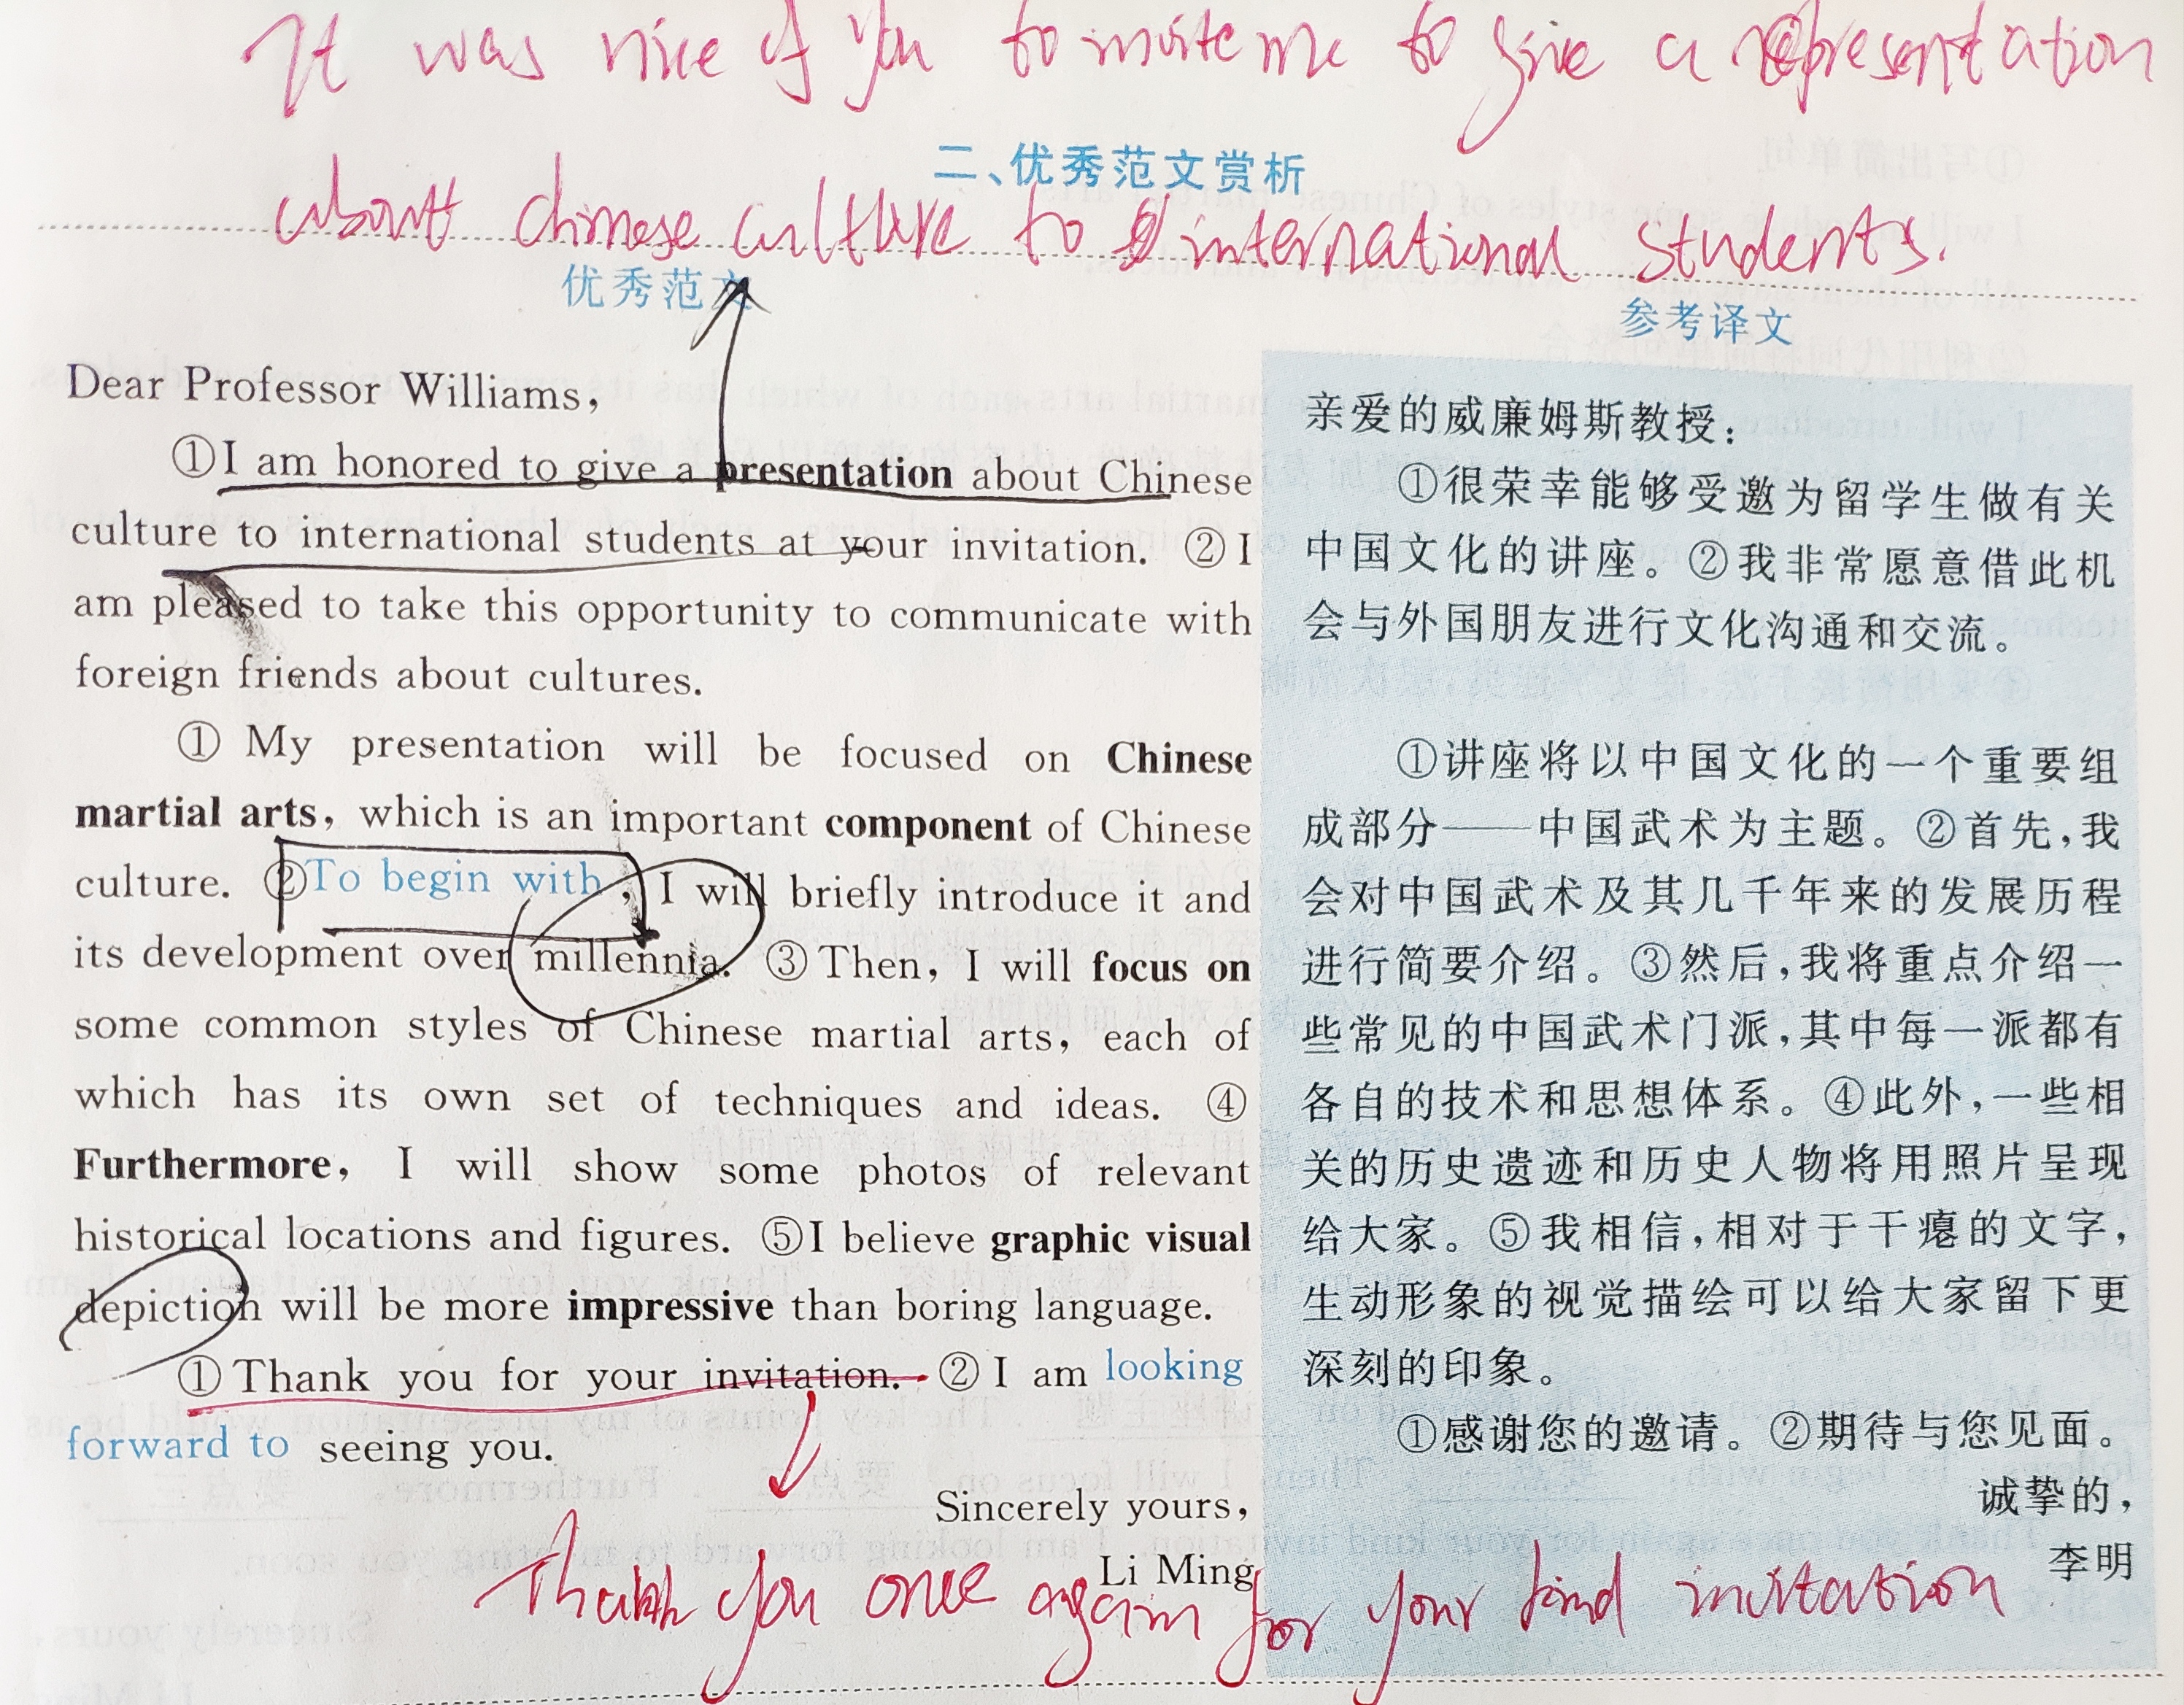 It was nice of you to invite me to give a representation
二、优秀范文赏析
about chinese culture to international students.
优秀范文
Dear Professor Williams,
①I am honored to give a presentation about Chinese
culture to international students at your invitation. ②I
am pleased to take this opportunity to communicate with
foreign friends about cultures.
① My presentation will be focused on Chinese
martial arts, which is an important component of Chinese
culture. ②To begin with, I will briefly introduce it and
its development over millennia. ③Then, I will focus on
some common styles of Chinese martial arts, each of
which has its own set of techniques and ideas. ④
Furthermore, I will show some photos of relevant
historical locations and figures. ⑤I believe graphic visual
depiction will be more impressive than boring language.
①Thank you for your invitation. ②I am looking
forward to seeing you.
Sincerely yours,
Li Ming
参考译文
亲爱的威廉姆斯教授:
①很荣幸能够受邀为留学生做有关
中国文化的讲座。②我非常愿意借此机
会与外国朋友进行文化沟通和交流。
①讲座将以中国文化的一个重要组
成部分——中国武术为主题。②首先,我
会对中国武术及其几千年来的发展历程
进行简要介绍。③然后,我将重点介绍一
些常见的中国武术门派,其中每一派都有
各自的技术和思想体系。④此外,一些相
关的历史遗迹和历史人物将用照片呈现
给大家。⑤我相信,相对于干瘪的文字,
生动形象的视觉描绘可以给大家留下更
深刻的印象。
①感谢您的邀请。②期待与您见面。
诚挚的,
李明
Thank you once again for your kind invitation.